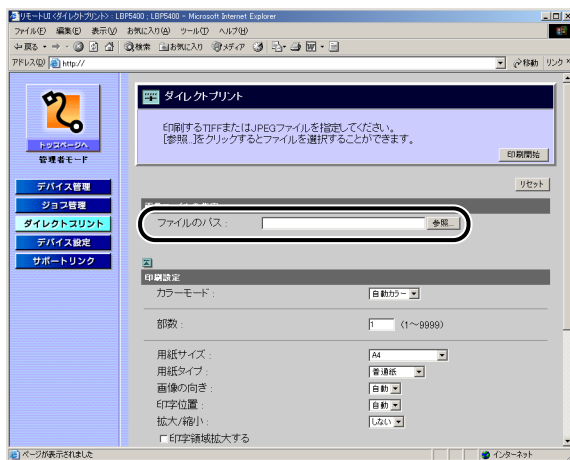 リモートUI <ダイレクトプリント> : LBP5400 ; LBP5400 - Microsoft Internet Explorer
ファイル(F) 編集(E) 表示(V) お気に入り(A) ツール(T) ヘルプ(H)
戻る 検索 お気に入り メディア
アドレス(D) http:// 移動 リンク
ダイレクトプリント
印刷するTIFFまたはJPEGファイルを指定してください。
[参照...]をクリックするとファイルを選択することができます。
印刷開始
トップページへ
管理者モード
デバイス管理
ジョブ管理
ダイレクトプリント
デバイス設定
サポートリンク
リセット
ファイルのパス :
参照...
印刷設定
カラーモード : 自動カラー
部数 : 1 (1～9999)
用紙サイズ : A4
用紙タイプ : 普通紙
画像の向き : 自動
印字位置 : 自動
拡大/縮小 : しない
印字領域拡大する
ページが表示されました インターネット